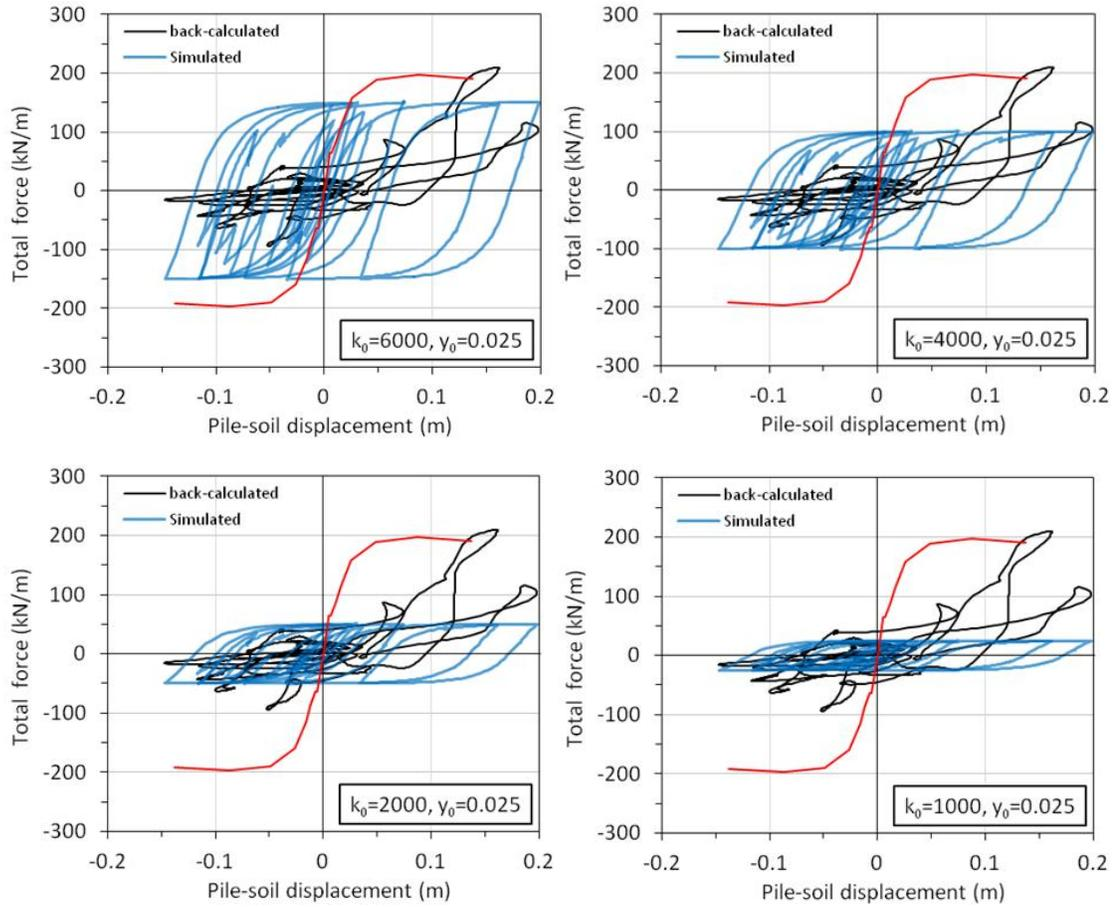 300
200
100
0
-100
-200
-300
Total force (kN/m)
back-calculated
Simulated
k₀=6000, y₀=0.025
-0.2 -0.1 0 0.1 0.2
Pile-soil displacement (m)
300
200
100
0
-100
-200
-300
Total force (kN/m)
back-calculated
Simulated
k₀=4000, y₀=0.025
-0.2 -0.1 0 0.1 0.2
Pile-soil displacement (m)
300
200
100
0
-100
-200
-300
Total force (kN/m)
back-calculated
Simulated
k₀=2000, y₀=0.025
-0.2 -0.1 0 0.1 0.2
Pile-soil displacement (m)
300
200
100
0
-100
-200
-300
Total force (kN/m)
back-calculated
Simulated
k₀=1000, y₀=0.025
-0.2 -0.1 0 0.1 0.2
Pile-soil displacement (m)